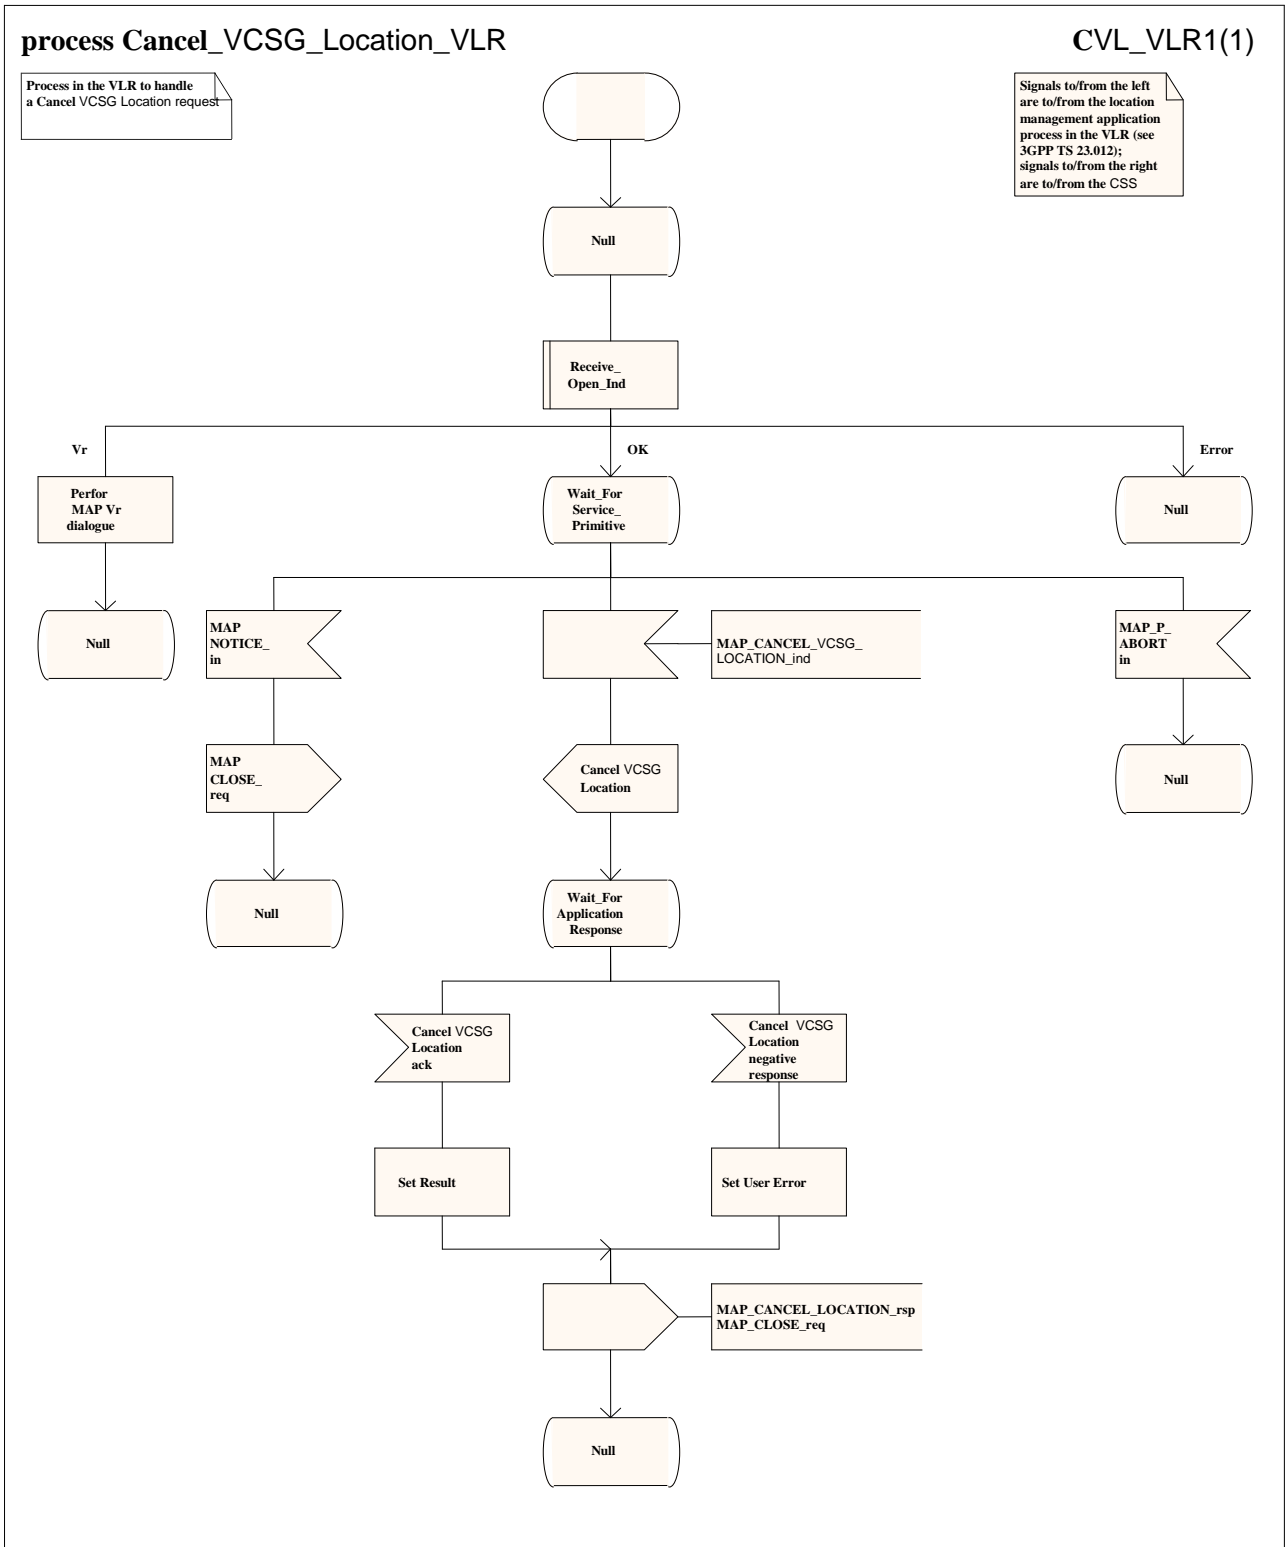 process Cancel_VCSG_Location_VLR
CVL_VLR1(1)
Process in the VLR to handle
a Cancel VCSG Location request
Signals to/from the left
are to/from the location
management application
process in the VLR (see
3GPP TS 23.012);
signals to/from the right
are to/from the CSS
Null
Receive_
Open_Ind
Vr
OK
Error
Perfor
MAP Vr
dialogue
Wait_For
Service_
Primitive
Null
Null
MAP
NOTICE_
in
MAP_CANCEL_VCSG_
LOCATION_ind
MAP_P_
ABORT
in
MAP
CLOSE_
req
Cancel VCSG
Location
Null
Null
Wait_For
Application
Response
Cancel VCSG
Location
ack
Cancel VCSG
Location
negative
response
Set Result
Set User Error
MAP_CANCEL_LOCATION_rsp
MAP_CLOSE_req
Null